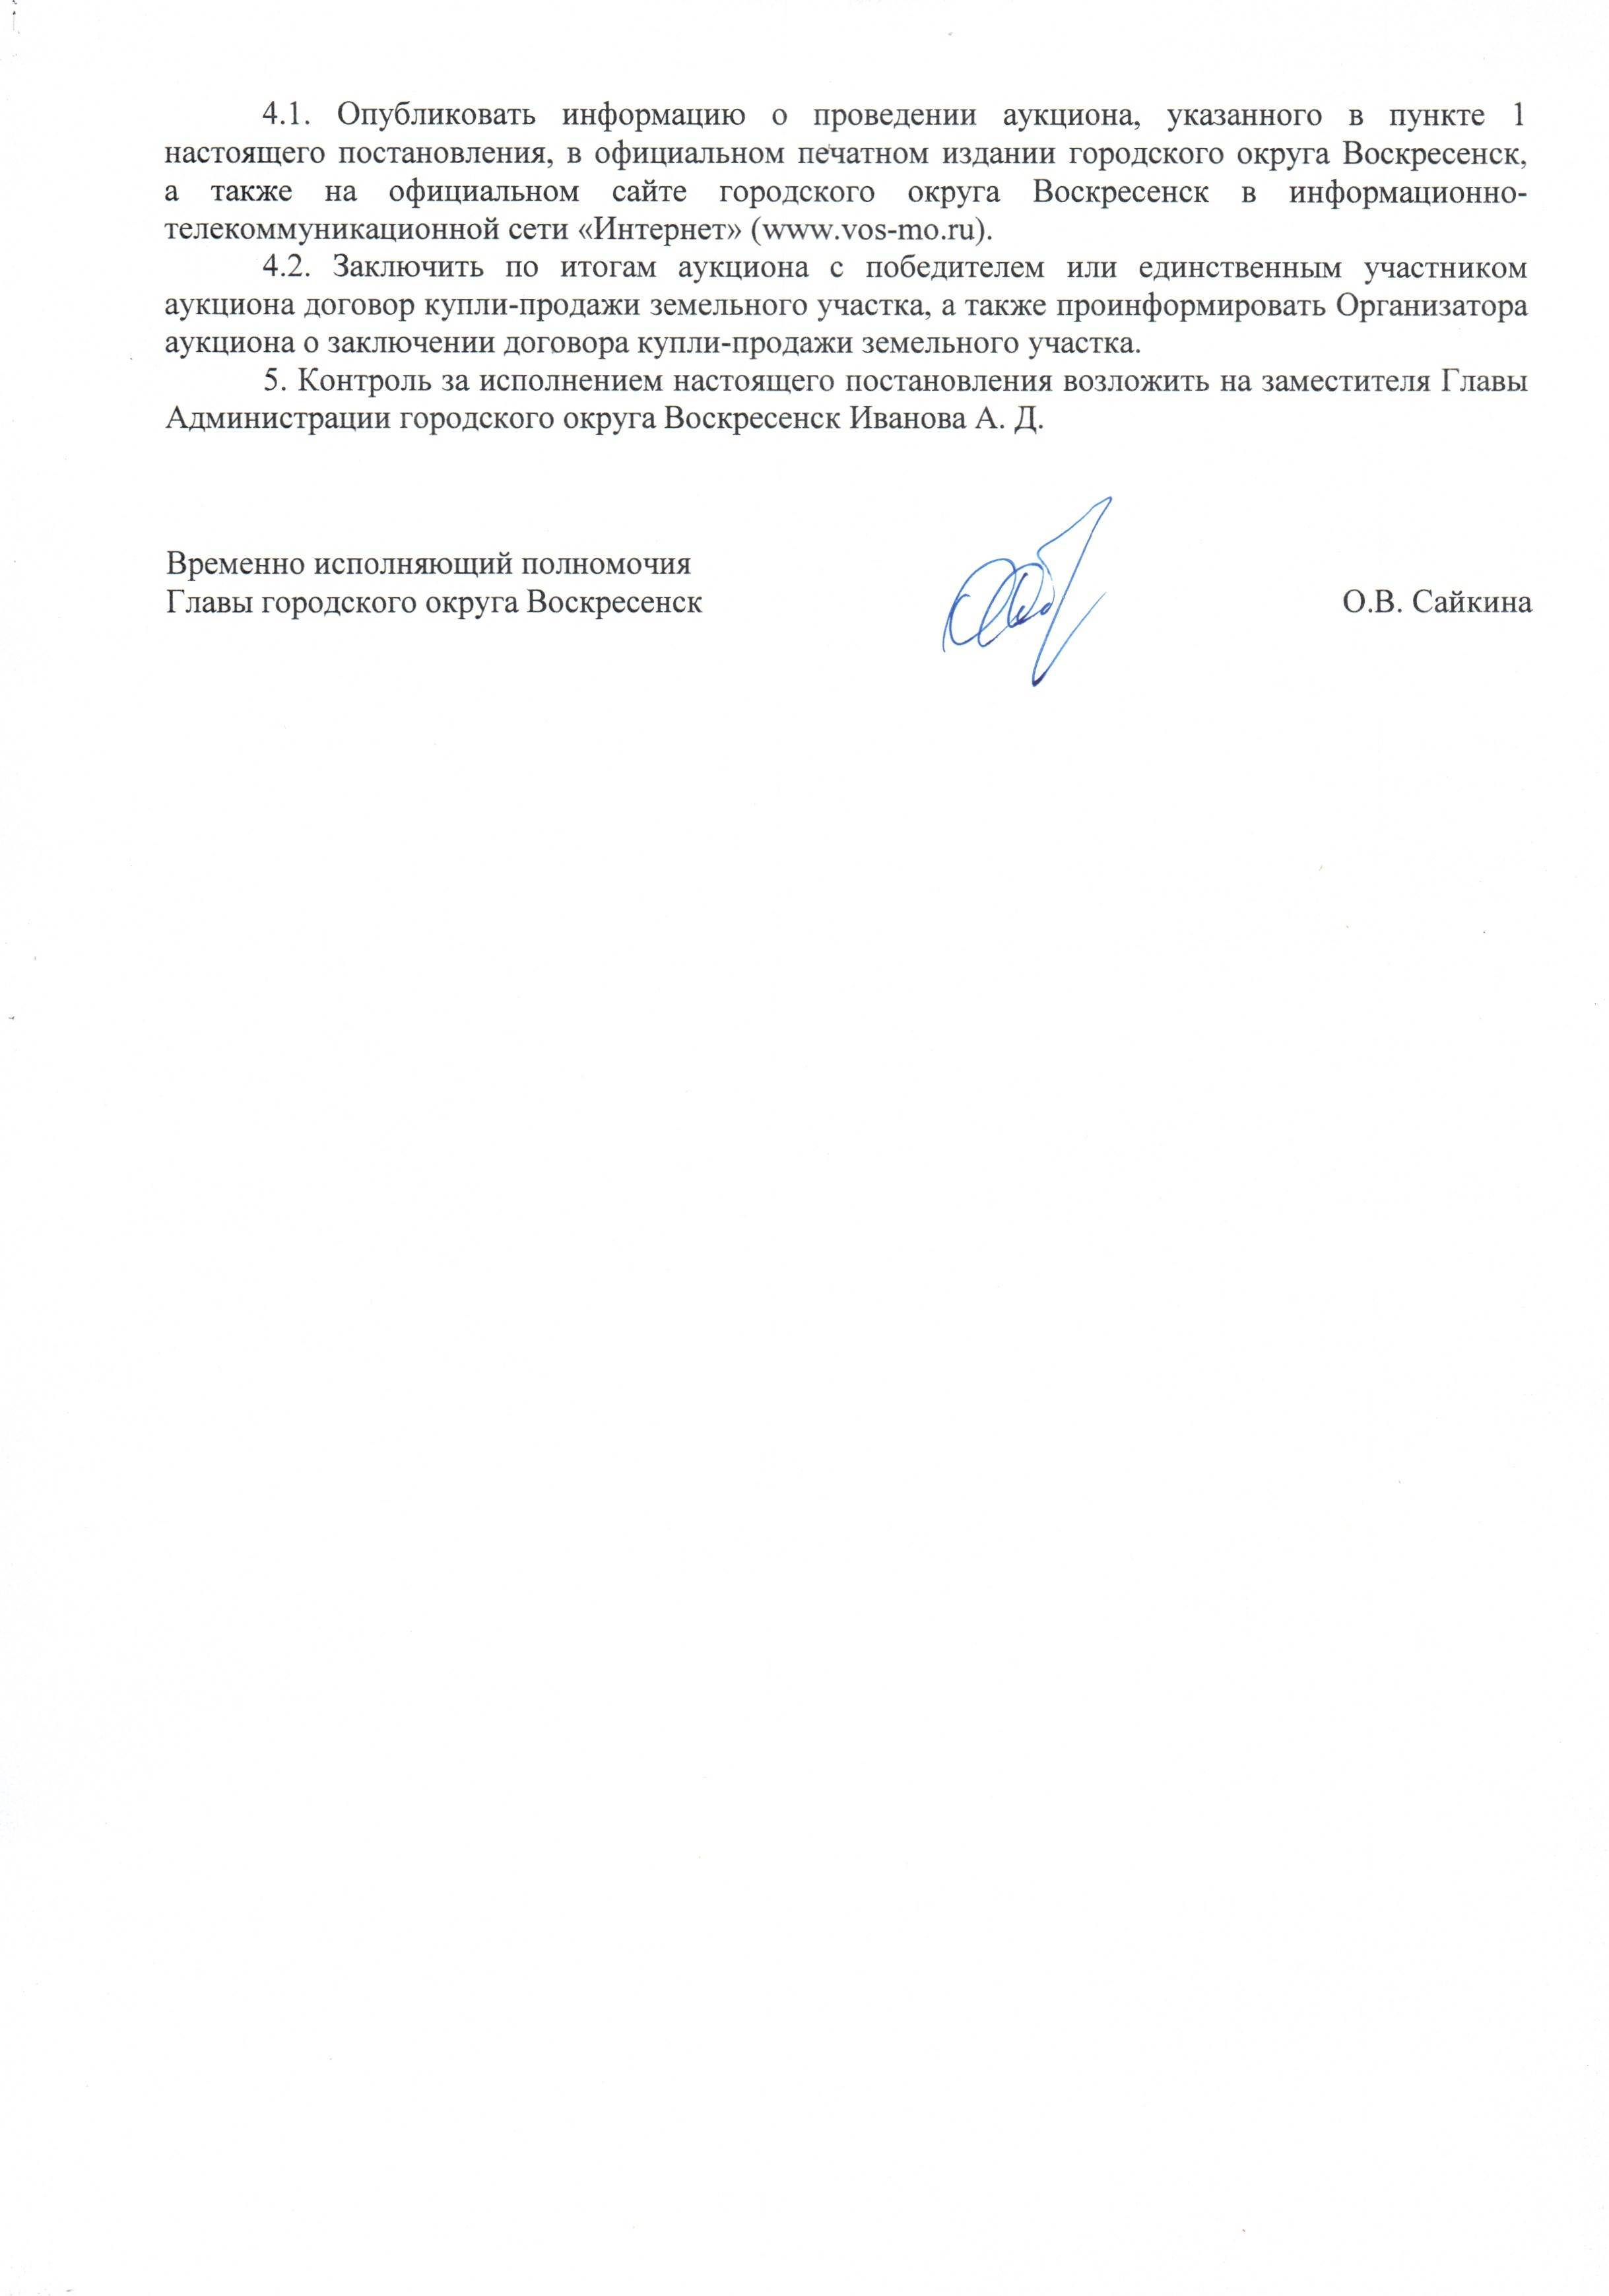 4.1. Опубликовать информацию о проведении аукциона, указанного в пункте 1
настоящего постановления, в официальном печатном издании городского округа Воскресенск,
а также на официальном сайте городского округа Воскресенск в информационно-
телекоммуникационной сети «Интернет» (www.vos-mo.ru).
4.2. Заключить по итогам аукциона с победителем или единственным участником
аукциона договор купли-продажи земельного участка, а также проинформировать Организатора
аукциона о заключении договора купли-продажи земельного участка.
5. Контроль за исполнением настоящего постановления возложить на заместителя Главы
Администрации городского округа Воскресенск Иванова А. Д.
Временно исполняющий полномочия
Главы городского округа Воскресенск О.В. Сайкина